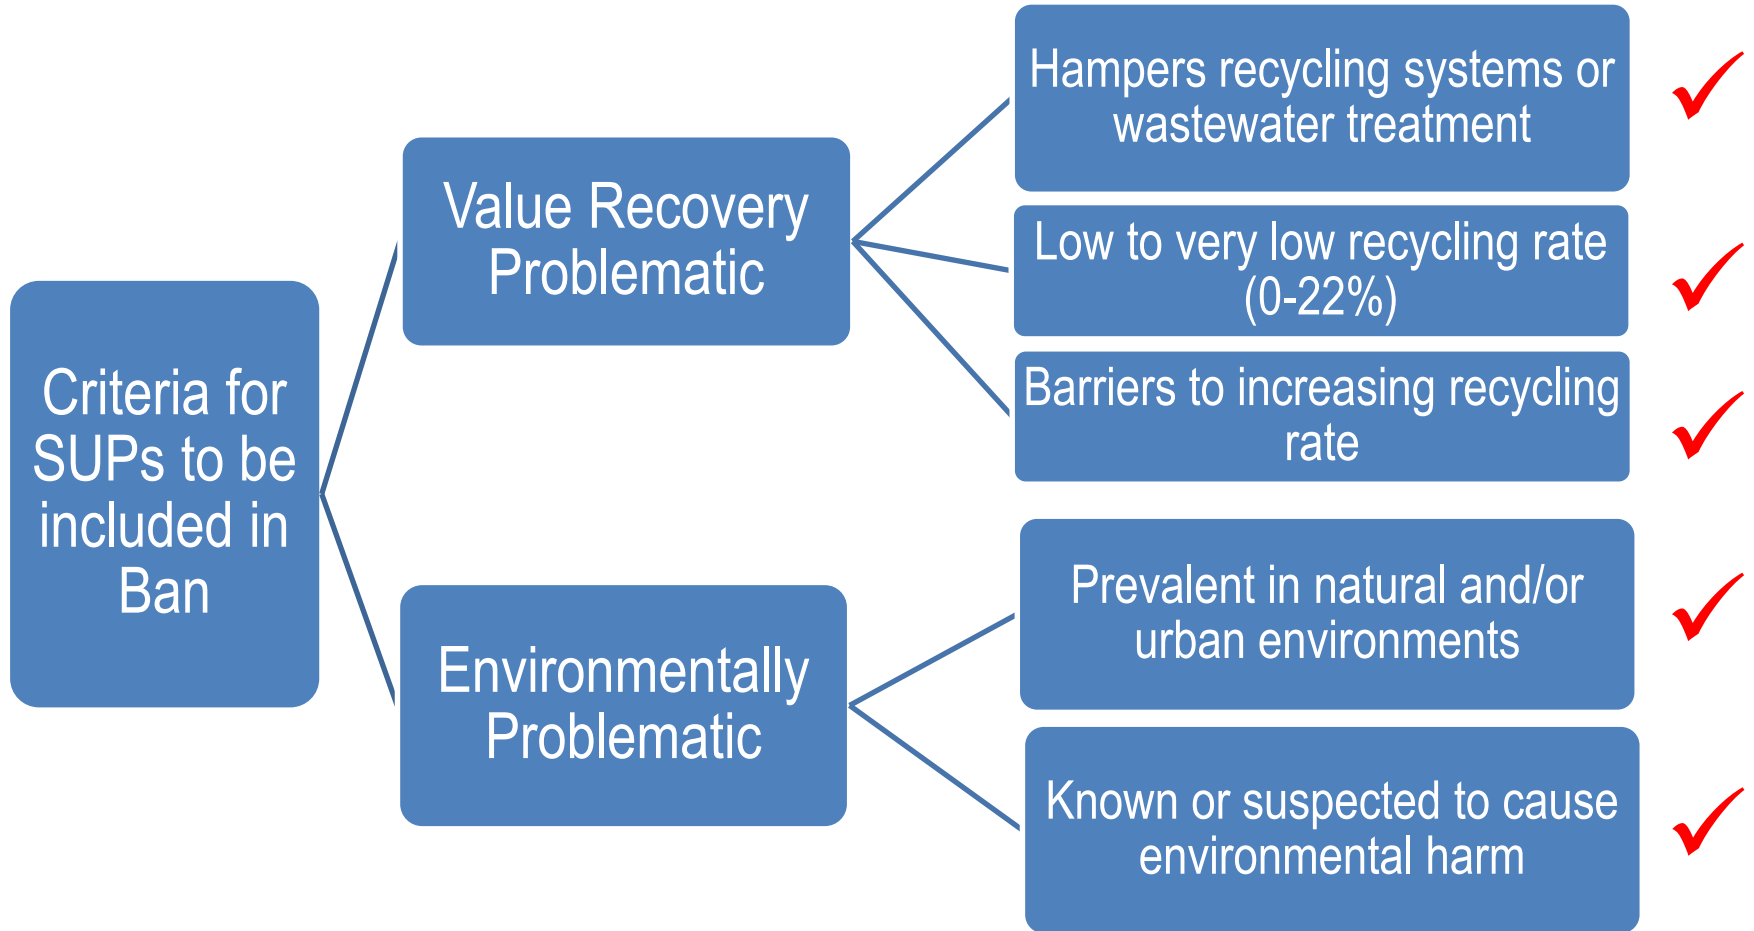 Criteria for
SUPs to be
included in
Ban
Value Recovery
Problematic
Hampers recycling systems or
wastewater treatment
Low to very low recycling rate
(0-22%)
Barriers to increasing recycling
rate
Environmentally
Problematic
Prevalent in natural and/or
urban environments
Known or suspected to cause
environmental harm